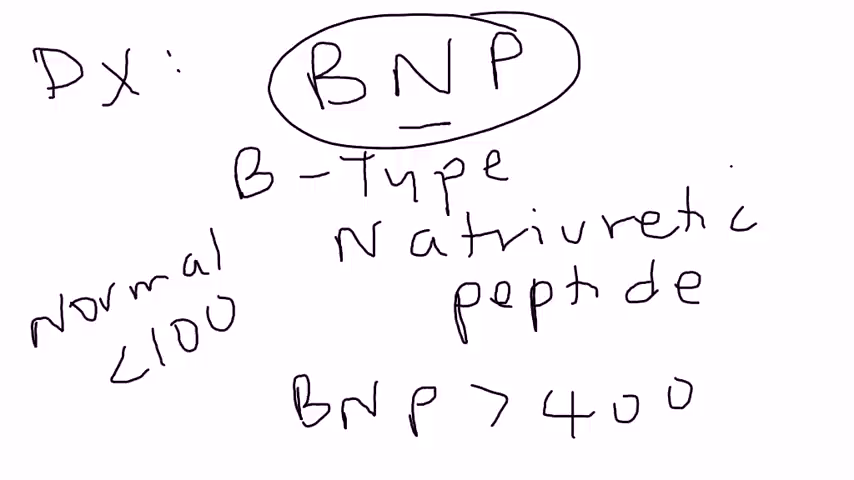 DX: BNP
B-Type
Natriuretic
peptide
Normal
<100
BNP > 400